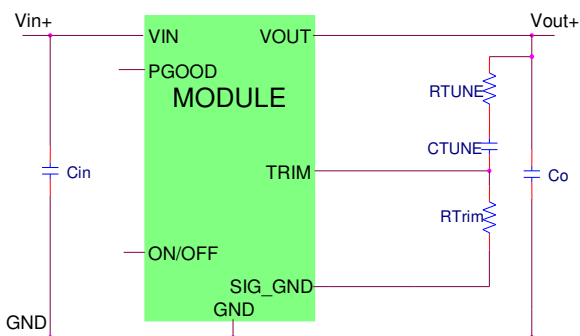 Vin+
Vout+
VIN
VOUT
PGOOD
MODULE
RTUNE
CTUNE
Cin
TRIM
Co
RTrim
ON/OFF
SIG_GND
GND
GND